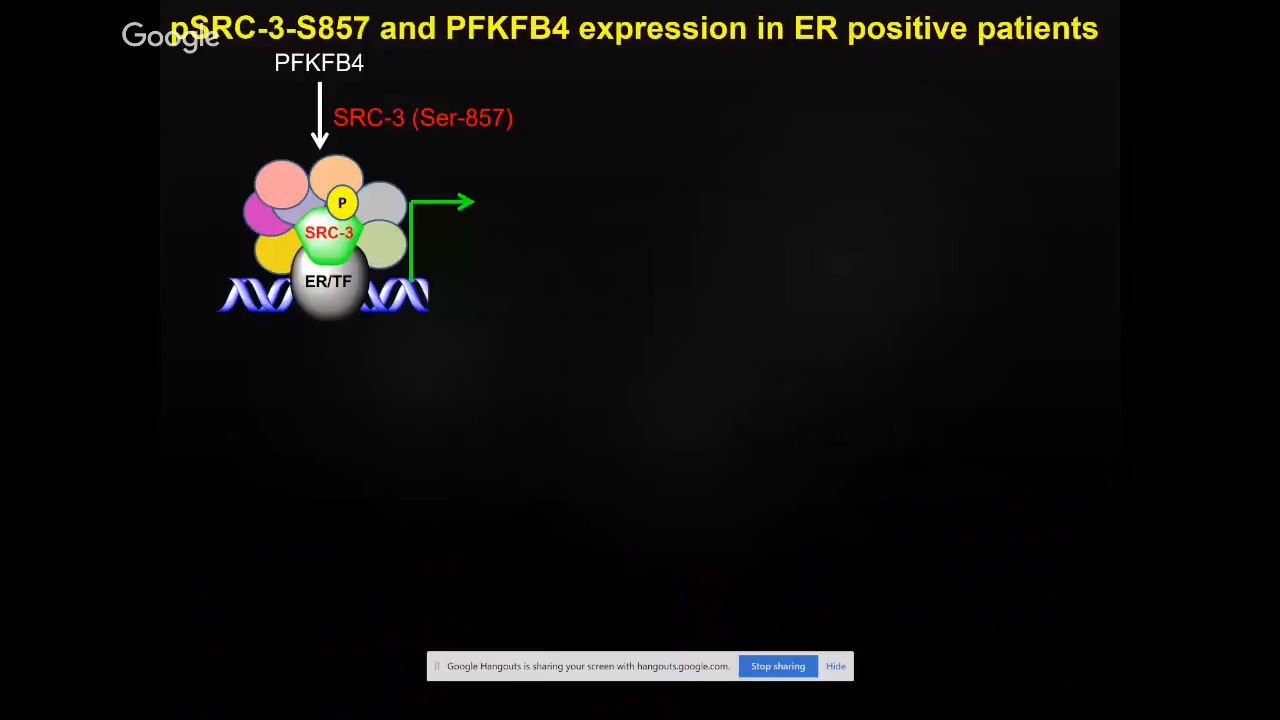 Google
pSRC-3-S857 and PFKFB4 expression in ER positive patients
PFKFB4
SRC-3 (Ser-857)
P
SRC-3
ER/TF
Google Hangouts is sharing your screen with hangouts.google.com. Stop sharing Hide